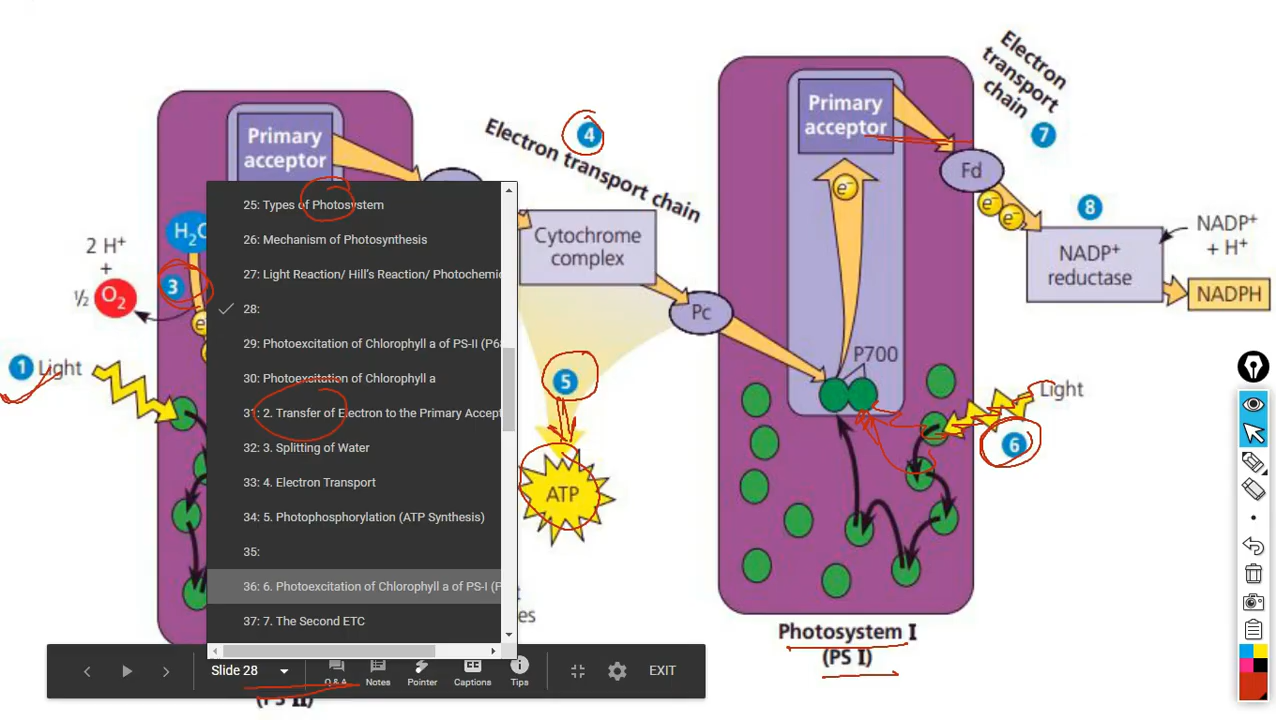 Electron
transport
chain
7
Primary
acceptor
Fd
e-
e-
e-
8
NADP+
+ H+
NADP+
reductase
NADPH
4
Electron transport chain
Primary
acceptor
Cytochrome
complex
Pc
P700
Light
6
5
ATP
H2O
2 H+
+
½ O2
3
e
1 Light
25: Types of Photosystem
26: Mechanism of Photosynthesis
27: Light Reaction/ Hill's Reaction/ Photochemic
28:
29: Photoexcitation of Chlorophyll a of PS-II (P6
30: Photoexcitation of Chlorophyll a
31: 2. Transfer of Electron to the Primary Accept
32: 3. Splitting of Water
33: 4. Electron Transport
34: 5. Photophosphorylation (ATP Synthesis)
35:
36: 6. Photoexcitation of Chlorophyll a of PS-I (P
37: 7. The Second ETC
es
Photosystem I
(PS I)
Slide 28
Q & A
Notes
Pointer
Captions
Tips
EXIT
(PS II)